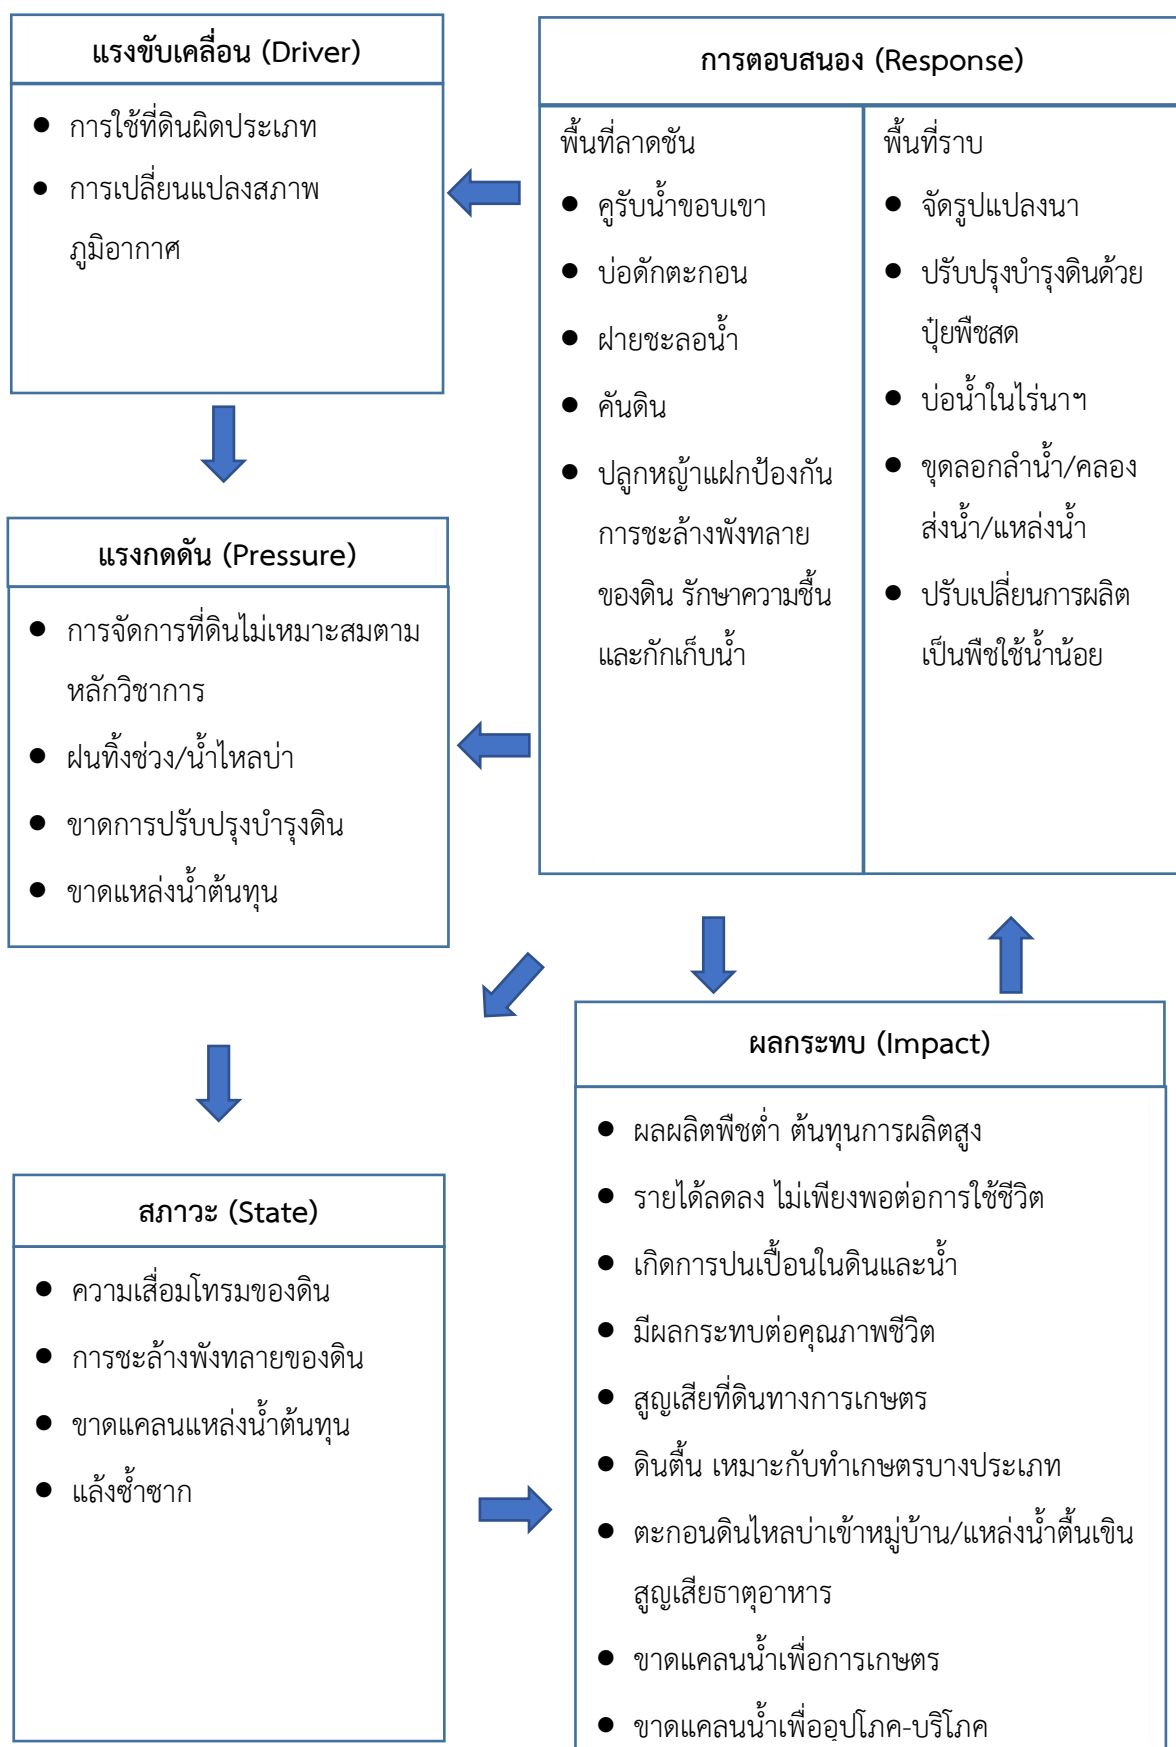 แรงขับเคลื่อน (Driver)
● การใช้ที่ดินผิดประเภท
● การเปลี่ยนแปลงสภาพ
ภูมิอากาศ
การตอบสนอง (Response)
พื้นที่ลาดชัน
● คูรับน้ำขอบเขา
● บ่อดักตะกอน
● ฝายชะลอน้ำ
● คันดิน
● ปลูกหญ้าแฝกป้องกัน
การชะล้างพังทลาย
ของดิน รักษาความชื้น
และกักเก็บน้ำ
พื้นที่ราบ
● จัดรูปแปลงนา
● ปรับปรุงบำรุงดินด้วย
ปุ๋ยพืชสด
● บ่อน้ำในไร่นาฯ
● ขุดลอกลำน้ำ/คลอง
ส่งน้ำ/แหล่งน้ำ
● ปรับเปลี่ยนการผลิต
เป็นพืชใช้น้ำน้อย
แรงกดดัน (Pressure)
● การจัดการที่ดินไม่เหมาะสมตาม
หลักวิชาการ
● ฝนทิ้งช่วง/น้ำไหลบ่า
● ขาดการปรับปรุงบำรุงดิน
● ขาดแหล่งน้ำต้นทุน
สภาวะ (State)
● ความเสื่อมโทรมของดิน
● การชะล้างพังทลายของดิน
● ขาดแคลนแหล่งน้ำต้นทุน
● แล้งซ้ำซาก
ผลกระทบ (Impact)
● ผลผลิตพืชต่ำ ต้นทุนการผลิตสูง
● รายได้ลดลง ไม่เพียงพอต่อการใช้ชีวิต
● เกิดการปนเปื้อนในดินและน้ำ
● มีผลกระทบต่อคุณภาพชีวิต
● สูญเสียที่ดินทางการเกษตร
● ดินตื้น เหมาะกับทำเกษตรบางประเภท
● ตะกอนดินไหลบ่าเข้าหมู่บ้าน/แหล่งน้ำตื้นเขิน
สูญเสียธาตุอาหาร
● ขาดแคลนน้ำเพื่อการเกษตร
● ขาดแคลนน้ำเพื่ออุปโภค-บริโภค